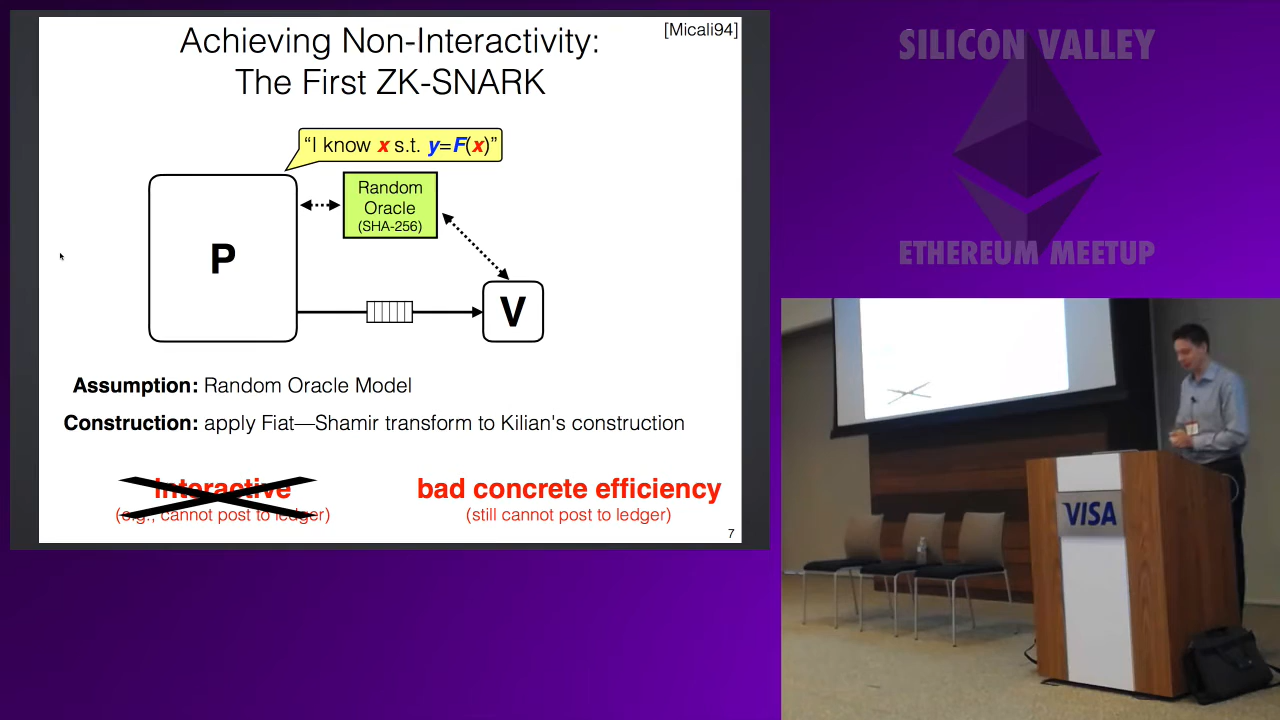 Achieving Non-Interactivity:
The First ZK-SNARK
[Micali94]
“I know x s.t. y=F(x)”
Random
Oracle
(SHA-256)
P
V
Assumption: Random Oracle Model
Construction: apply Fiat—Shamir transform to Kilian's construction
interactive
(e.g., cannot post to ledger)
bad concrete efficiency
(still cannot post to ledger)
7
SILICON VALLEY
ETHEREUM MEETUP
VISA